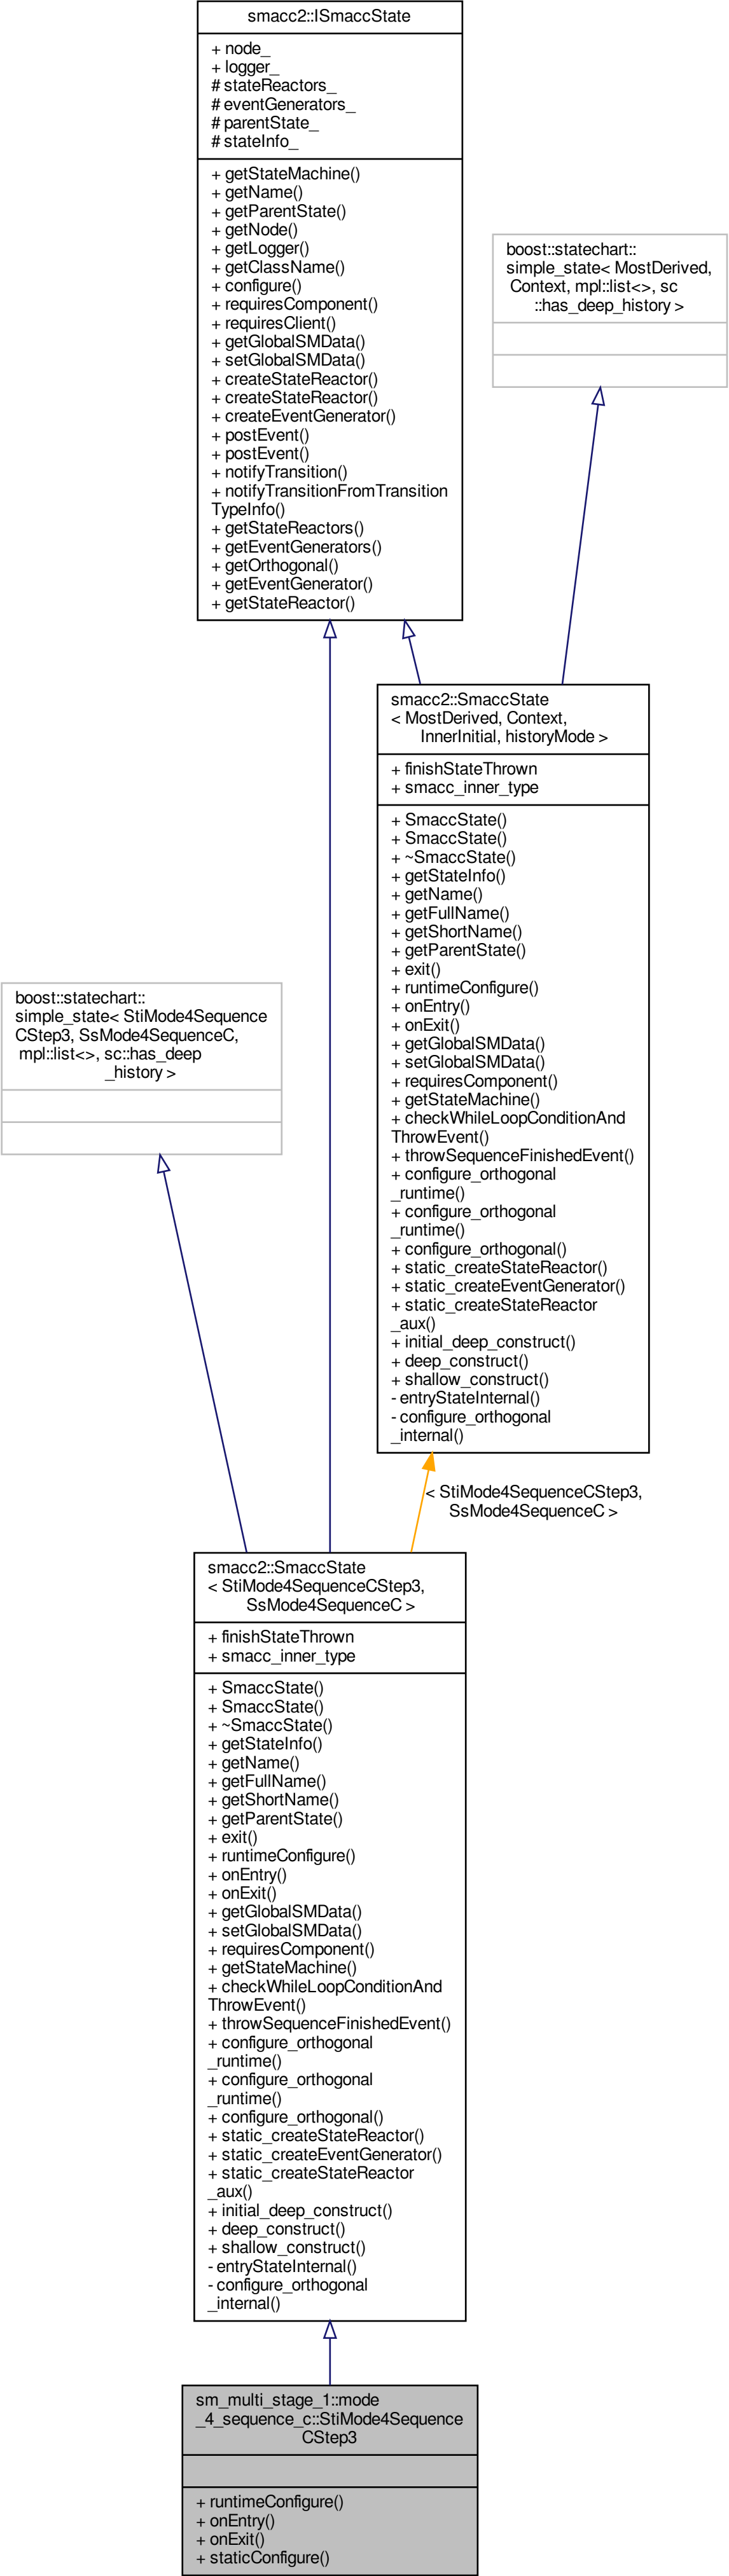 smacc2::ISmaccState
+ node_
+ logger_
# stateReactors_
# eventGenerators_
# parentState_
# stateInfo_
+ getStateMachine()
+ getName()
+ getParentState()
+ getNode()
+ getLogger()
+ getClassName()
+ configure()
+ requiresComponent()
+ requiresClient()
+ getGlobalSMData()
+ setGlobalSMData()
+ createStateReactor()
+ createStateReactor()
+ createEventGenerator()
+ postEvent()
+ postEvent()
+ notifyTransition()
+ notifyTransitionFromTransition
TypeInfo()
+ getStateReactors()
+ getEventGenerators()
+ getOrthogonal()
+ getEventGenerator()
+ getStateReactor()
boost::statechart::
simple_state< MostDerived,
Context, mpl::list<>, sc
::has_deep_history >
smacc2::SmaccState
< MostDerived, Context,
InnerInitial, historyMode >
+ finishStateThrown
+ smacc_inner_type
+ SmaccState()
+ SmaccState()
+ ~SmaccState()
+ getStateInfo()
+ getName()
+ getFullName()
+ getShortName()
+ getParentState()
+ exit()
+ runtimeConfigure()
+ onEntry()
+ onExit()
+ getGlobalSMData()
+ setGlobalSMData()
+ requiresComponent()
+ getStateMachine()
+ checkWhileLoopConditionAnd
ThrowEvent()
+ throwSequenceFinishedEvent()
+ configure_orthogonal
_runtime()
+ configure_orthogonal
_runtime()
+ configure_orthogonal()
+ static_createStateReactor()
+ static_createEventGenerator()
+ static_createStateReactor
_aux()
+ initial_deep_construct()
+ deep_construct()
+ shallow_construct()
- entryStateInternal()
- configure_orthogonal
_internal()
boost::statechart::
simple_state< StiMode4Sequence
CStep3, SsMode4SequenceC,
mpl::list<>, sc::has_deep
_history >
< StiMode4SequenceCStep3,
SsMode4SequenceC >
smacc2::SmaccState
< StiMode4SequenceCStep3,
SsMode4SequenceC >
+ finishStateThrown
+ smacc_inner_type
+ SmaccState()
+ SmaccState()
+ ~SmaccState()
+ getStateInfo()
+ getName()
+ getFullName()
+ getShortName()
+ getParentState()
+ exit()
+ runtimeConfigure()
+ onEntry()
+ onExit()
+ getGlobalSMData()
+ setGlobalSMData()
+ requiresComponent()
+ getStateMachine()
+ checkWhileLoopConditionAnd
ThrowEvent()
+ throwSequenceFinishedEvent()
+ configure_orthogonal
_runtime()
+ configure_orthogonal
_runtime()
+ configure_orthogonal()
+ static_createStateReactor()
+ static_createEventGenerator()
+ static_createStateReactor
_aux()
+ initial_deep_construct()
+ deep_construct()
+ shallow_construct()
- entryStateInternal()
- configure_orthogonal
_internal()
sm_multi_stage_1::mode
_4_sequence_c::StiMode4Sequence
CStep3
+ runtimeConfigure()
+ onEntry()
+ onExit()
+ staticConfigure()